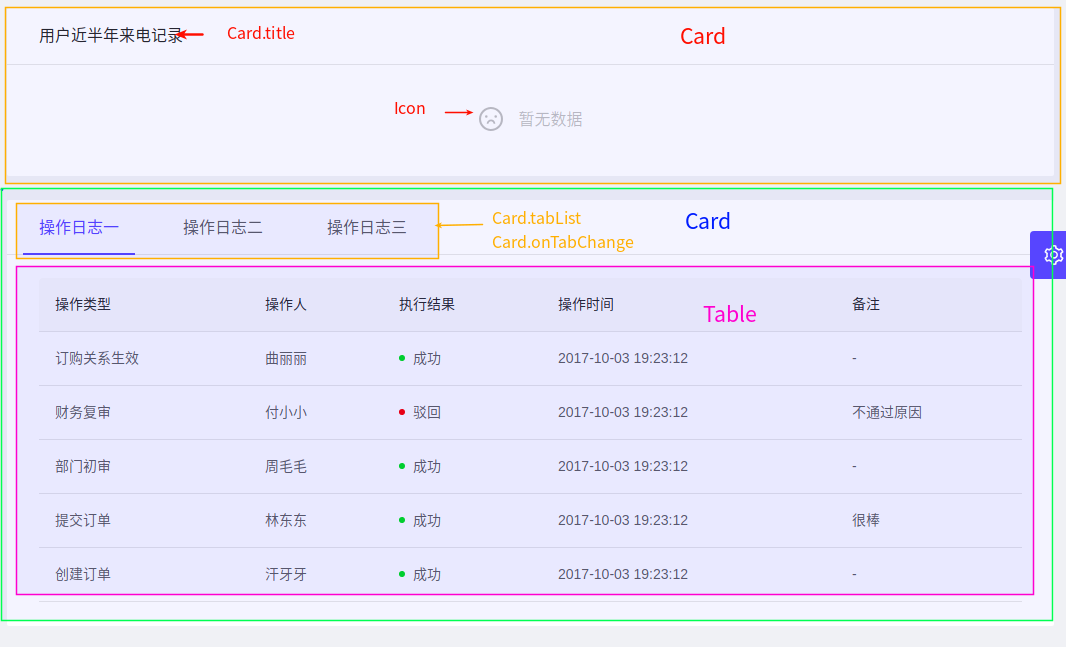 用户近半年来电记录 Card.title Card
Icon 暂无数据
操作日志一 操作日志二 操作日志三 Card.tabList Card
Card.onTabChange
操作类型 操作人 执行结果 操作时间 Table 备注
订购关系生效 曲丽丽 成功 2017-10-03 19:23:12 -
财务复审 付小小 驳回 2017-10-03 19:23:12 不通过原因
部门初审 周毛毛 成功 2017-10-03 19:23:12 -
提交订单 林东东 成功 2017-10-03 19:23:12 很棒
创建订单 汗牙牙 成功 2017-10-03 19:23:12 -